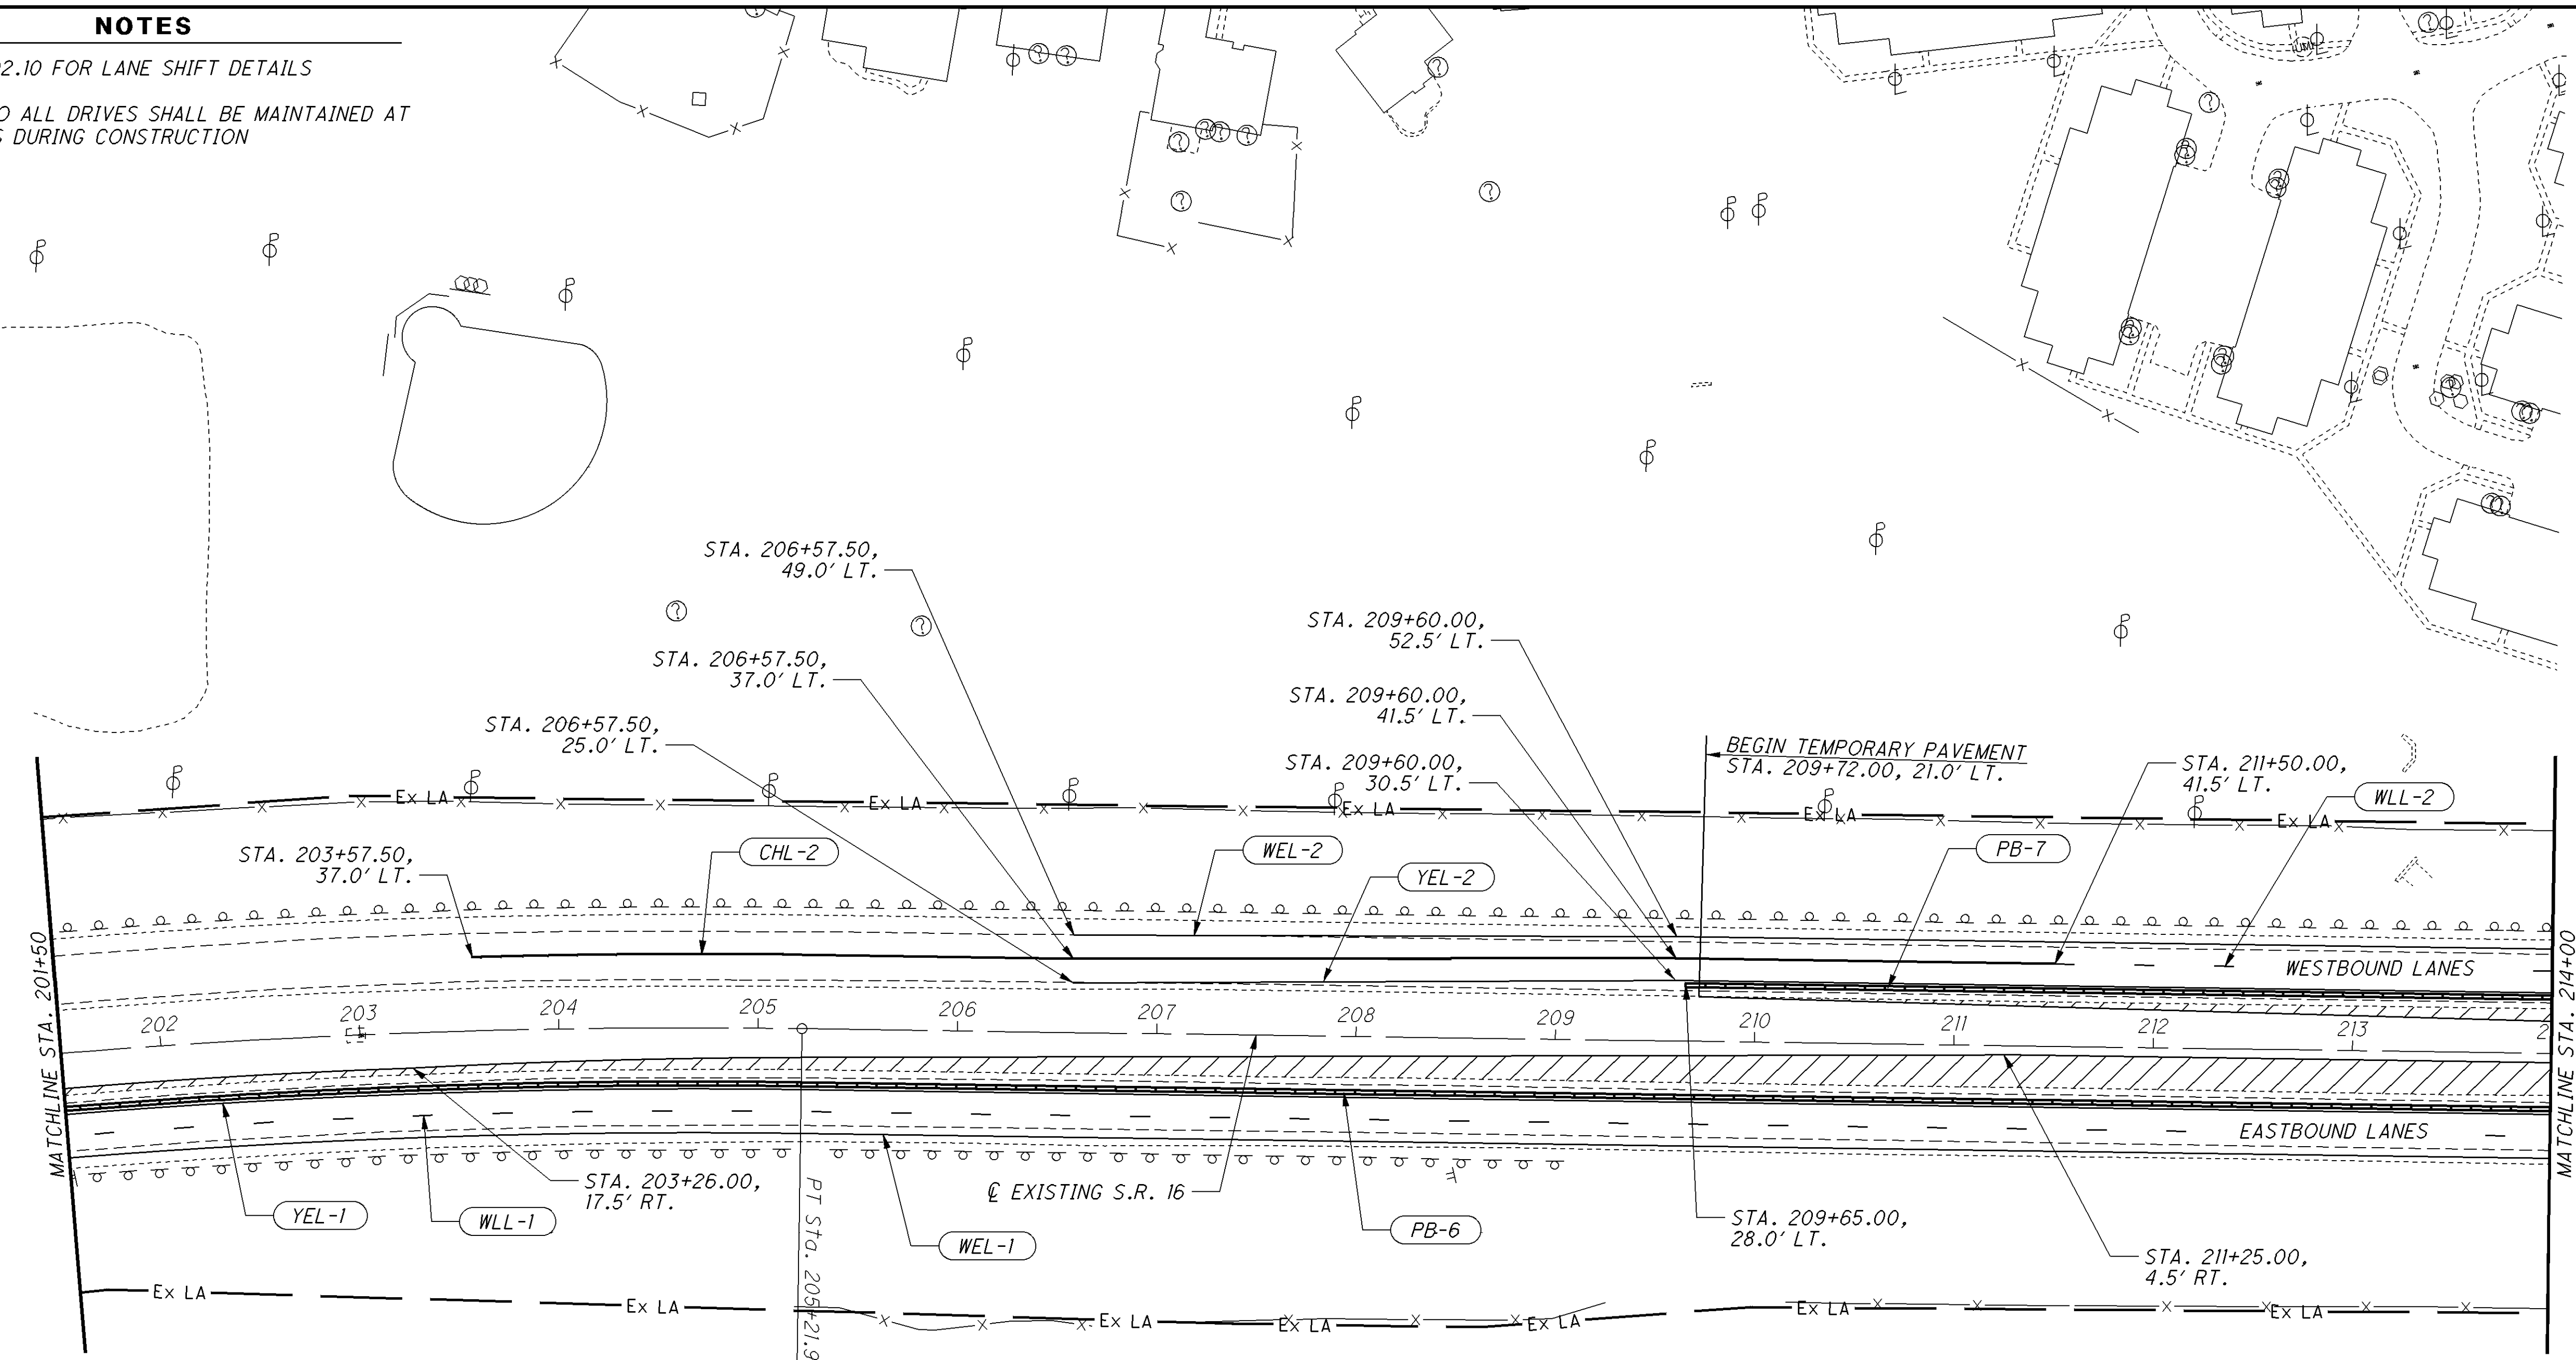 NOTES
02.10 FOR LANE SHIFT DETAILS
O ALL DRIVES SHALL BE MAINTAINED AT
S DURING CONSTRUCTION
STA. 206+57.50,
49.0' LT.
STA. 209+60.00,
52.5' LT.
STA. 206+57.50,
37.0' LT.
STA. 209+60.00,
41.5' LT.
STA. 206+57.50,
25.0' LT.
BEGIN TEMPORARY PAVEMENT
STA. 209+72.00, 21.0' LT.
STA. 209+60.00,
30.5' LT.
STA. 211+50.00,
41.5' LT.
WLL-2
Ex LA
Ex LA
Ex LA
Ex LA
Ex LA
STA. 203+57.50,
37.0' LT.
CHL-2
WEL-2
YEL-2
PB-7
MATCHLINE STA. 201+50
WESTBOUND LANES
MATCHLINE STA. 214+00
202
203
204
205
206
207
208
209
210
211
212
213
2
EASTBOUND LANES
STA. 203+26.00,
17.5' RT.
℄ EXISTING S.R. 16
YEL-1
WLL-1
WEL-1
PB-6
STA. 209+65.00,
28.0' LT.
STA. 211+25.00,
4.5' RT.
PT Sta. 205+21.9
Ex LA
Ex LA
Ex LA
Ex LA
Ex LA
Ex LA
Ex LA